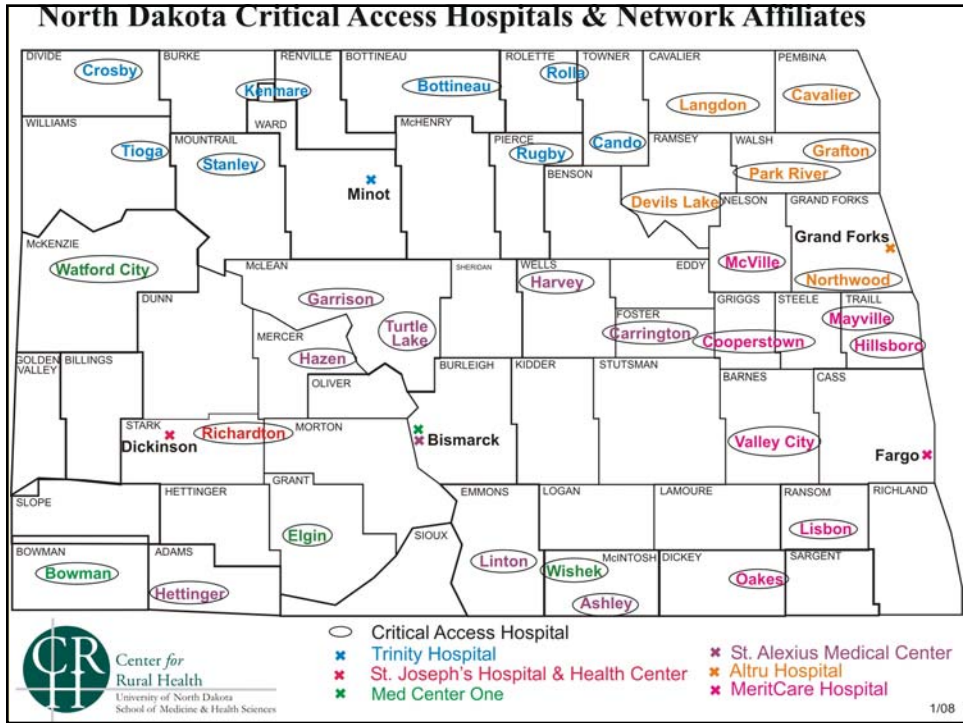 North Dakota Critical Access Hospitals & Network Affiliates
DIVIDE
BURKE
RENVILLE
BOTTINEAU
ROLETTE
TOWNER
CAVALIER
PEMBINA
Crosby
Kenmare
Bottineau
Rolla
Langdon
Cavalier
WILLIAMS
WARD
McHENRY
Tioga
MOUNTRAIL
Stanley
PIERCE
Rugby
Cando
RAMSEY
WALSH
Grafton
Park River
BENSON
Minot
Devils Lake
NELSON
GRAND FORKS
McKENZIE
Watford City
Grand Forks
McVille
Northwood
McLEAN
SHERIDAN
WELLS
EDDY
Harvey
DUNN
Garrison
Turtle
Lake
FOSTER
Carrington
GRIGGS
STEELE
TRAILL
Mayville
Cooperstown
Hillsboro
MERCER
Hazen
GOLDEN
VALLEY
BILLINGS
OLIVER
BURLEIGH
KIDDER
STUTSMAN
BARNES
CASS
STARK
Dickinson
Richardton
MORTON
Bismarck
Valley City
Fargo
SLOPE
HETTINGER
GRANT
EMMONS
LOGAN
LAMOURE
RANSOM
RICHLAND
Elgin
SIOUX
Lisbon
BOWMAN
Bowman
ADAMS
Hettinger
Linton
Wishek
McINTOSH
Ashley
DICKEY
Oakes
SARGENT
CRH
Center for
Rural Health
University of North Dakota
School of Medicine & Health Sciences
Critical Access Hospital
Trinity Hospital
St. Joseph's Hospital & Health Center
Med Center One
St. Alexius Medical Center
Altru Hospital
MeritCare Hospital
1/08